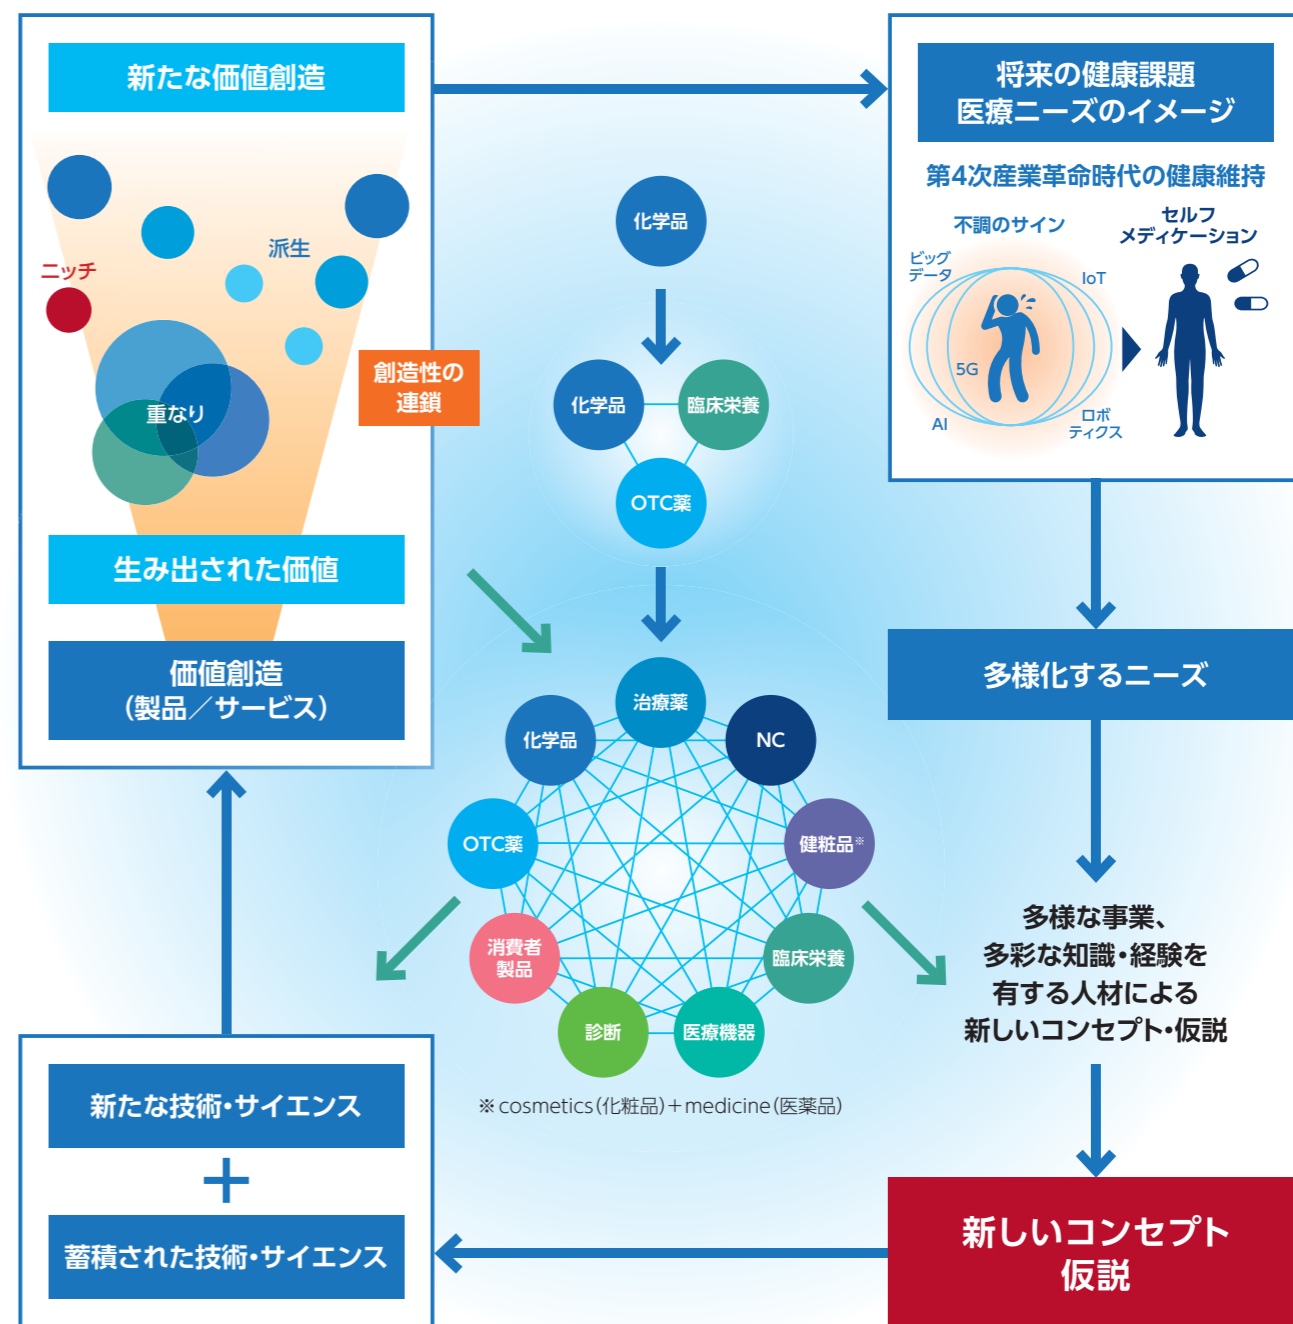 新たな価値創造
派生
ニッチ
重なり
創造性の
連鎖
生み出された価値
価値創造
（製品／サービス）
将来の健康課題
医療ニーズのイメージ
第4次産業革命時代の健康維持
不調のサイン
セルフ
メディケーション
ビッグ
データ
IoT
5G
AI
ロボ
ティクス
化学品
化学品
臨床栄養
OTC薬
治療薬
化学品
NC
OTC薬
健粧品※
消費者
製品
臨床栄養
診断
医療機器
※cosmetics（化粧品）＋medicine（医薬品）
多様化するニーズ
多様な事業、
多彩な知識・経験を
有する人材による
新しいコンセプト・仮説
新しいコンセプト
仮説
新たな技術・サイエンス
＋
蓄積された技術・サイエンス